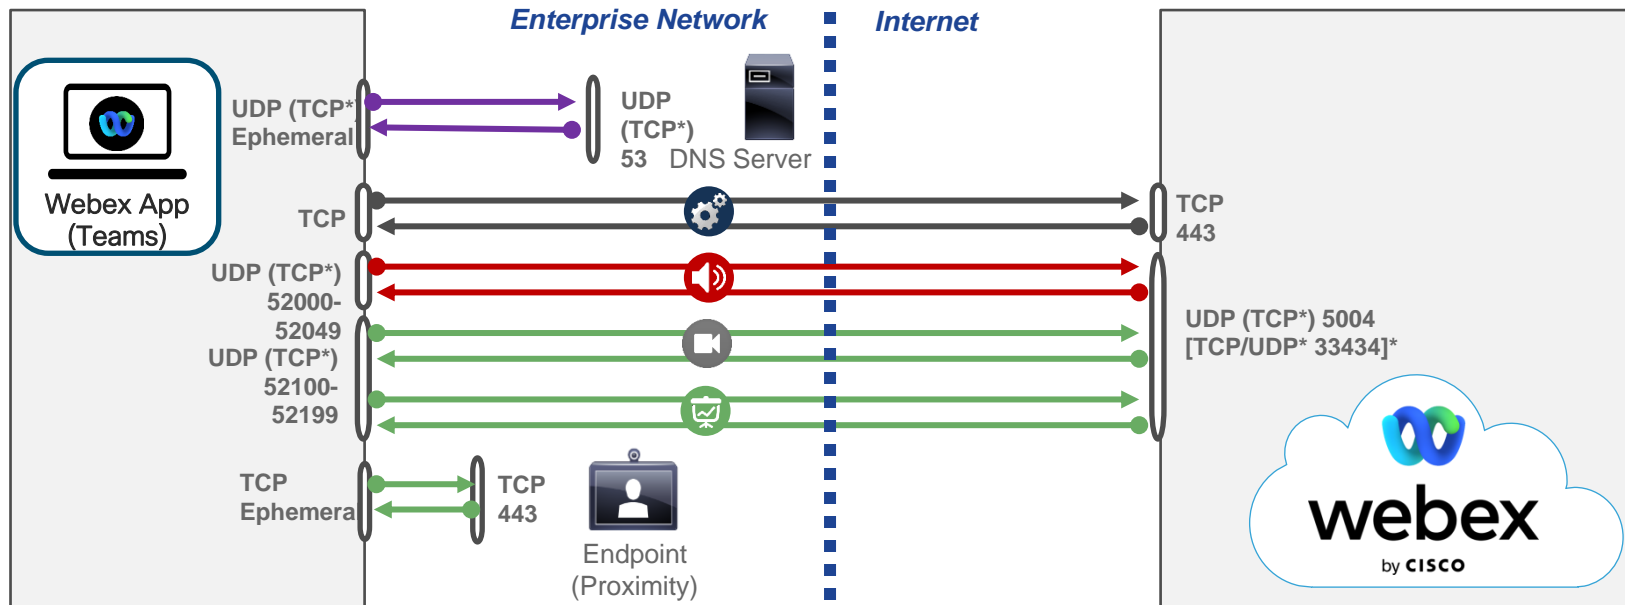 Enterprise Network
Internet
Webex App
(Teams)
UDP (TCP*)
Ephemeral
UDP
(TCP*)
53
DNS Server
TCP
TCP
443
UDP (TCP*)
52000-
52049
UDP (TCP*)
52100-
52199
UDP (TCP*) 5004
[TCP/UDP* 33434]*
TCP
Ephemeral
TCP
443
Endpoint
(Proximity)
webex
by CISCO